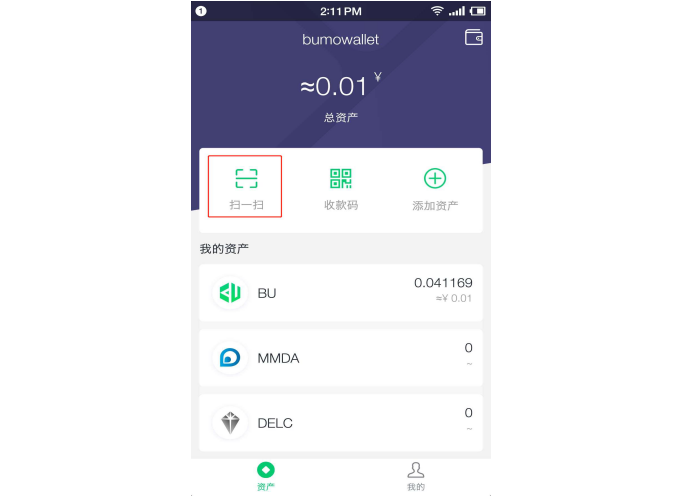 1 2:11 PM
bumowallet
≈0.01 ¥
总资产
扫一扫 收款码 添加资产
我的资产
BU 0.041169
≈¥ 0.01
MMDA 0
~
DELC 0
~
资产 我的